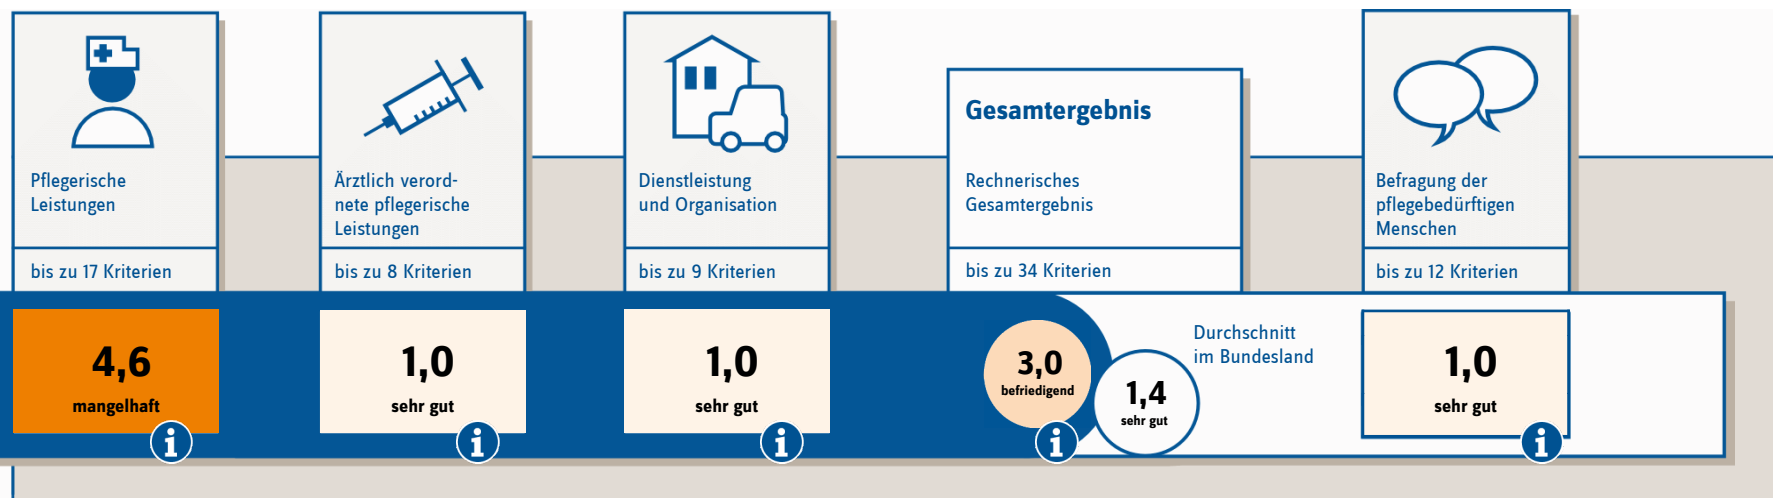 Pflegerische
Leistungen
bis zu 17 Kriterien
4,6
mangelhaft
i
Ärztlich verord-
nete pflegerische
Leistungen
bis zu 8 Kriterien
1,0
sehr gut
i
Dienstleistung
und Organisation
bis zu 9 Kriterien
1,0
sehr gut
i
Gesamtergebnis
Rechnerisches
Gesamtergebnis
bis zu 34 Kriterien
3,0
befriedigend
i
1,4
sehr gut
Durchschnitt
im Bundesland
Befragung der
pflegebedürftigen
Menschen
bis zu 12 Kriterien
1,0
sehr gut
i